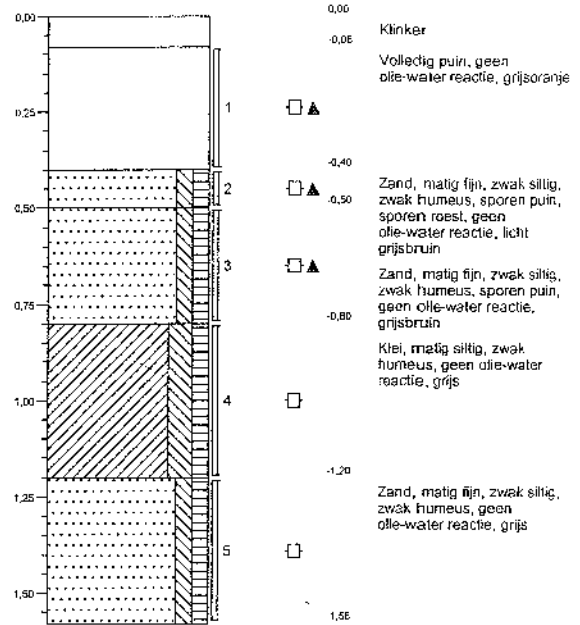 0,00
0,00
-0,08
Klinker
Volledig puin, geen
olie-water reactie, grijsoranje
1
0,25
-0,40
Zand, matig fijn, zwak siltig,
zwak humeus, sporen puin,
sporen roest, geen
olie-water reactie, licht
grijsbruin
2
-0,50
0,50
Zand, matig fijn, zwak siltig,
zwak humeus, sporen puin,
geen olie-water reactie,
grijsbruin
3
0,75
-0,80
Klei, matig siltig, zwak
humeus, geen olie-water
reactie, grijs
4
1,00
-1,20
Zand, matig fijn, zwak siltig,
zwak humeus, geen
olie-water reactie, grijs
1,25
5
1,50
1,58